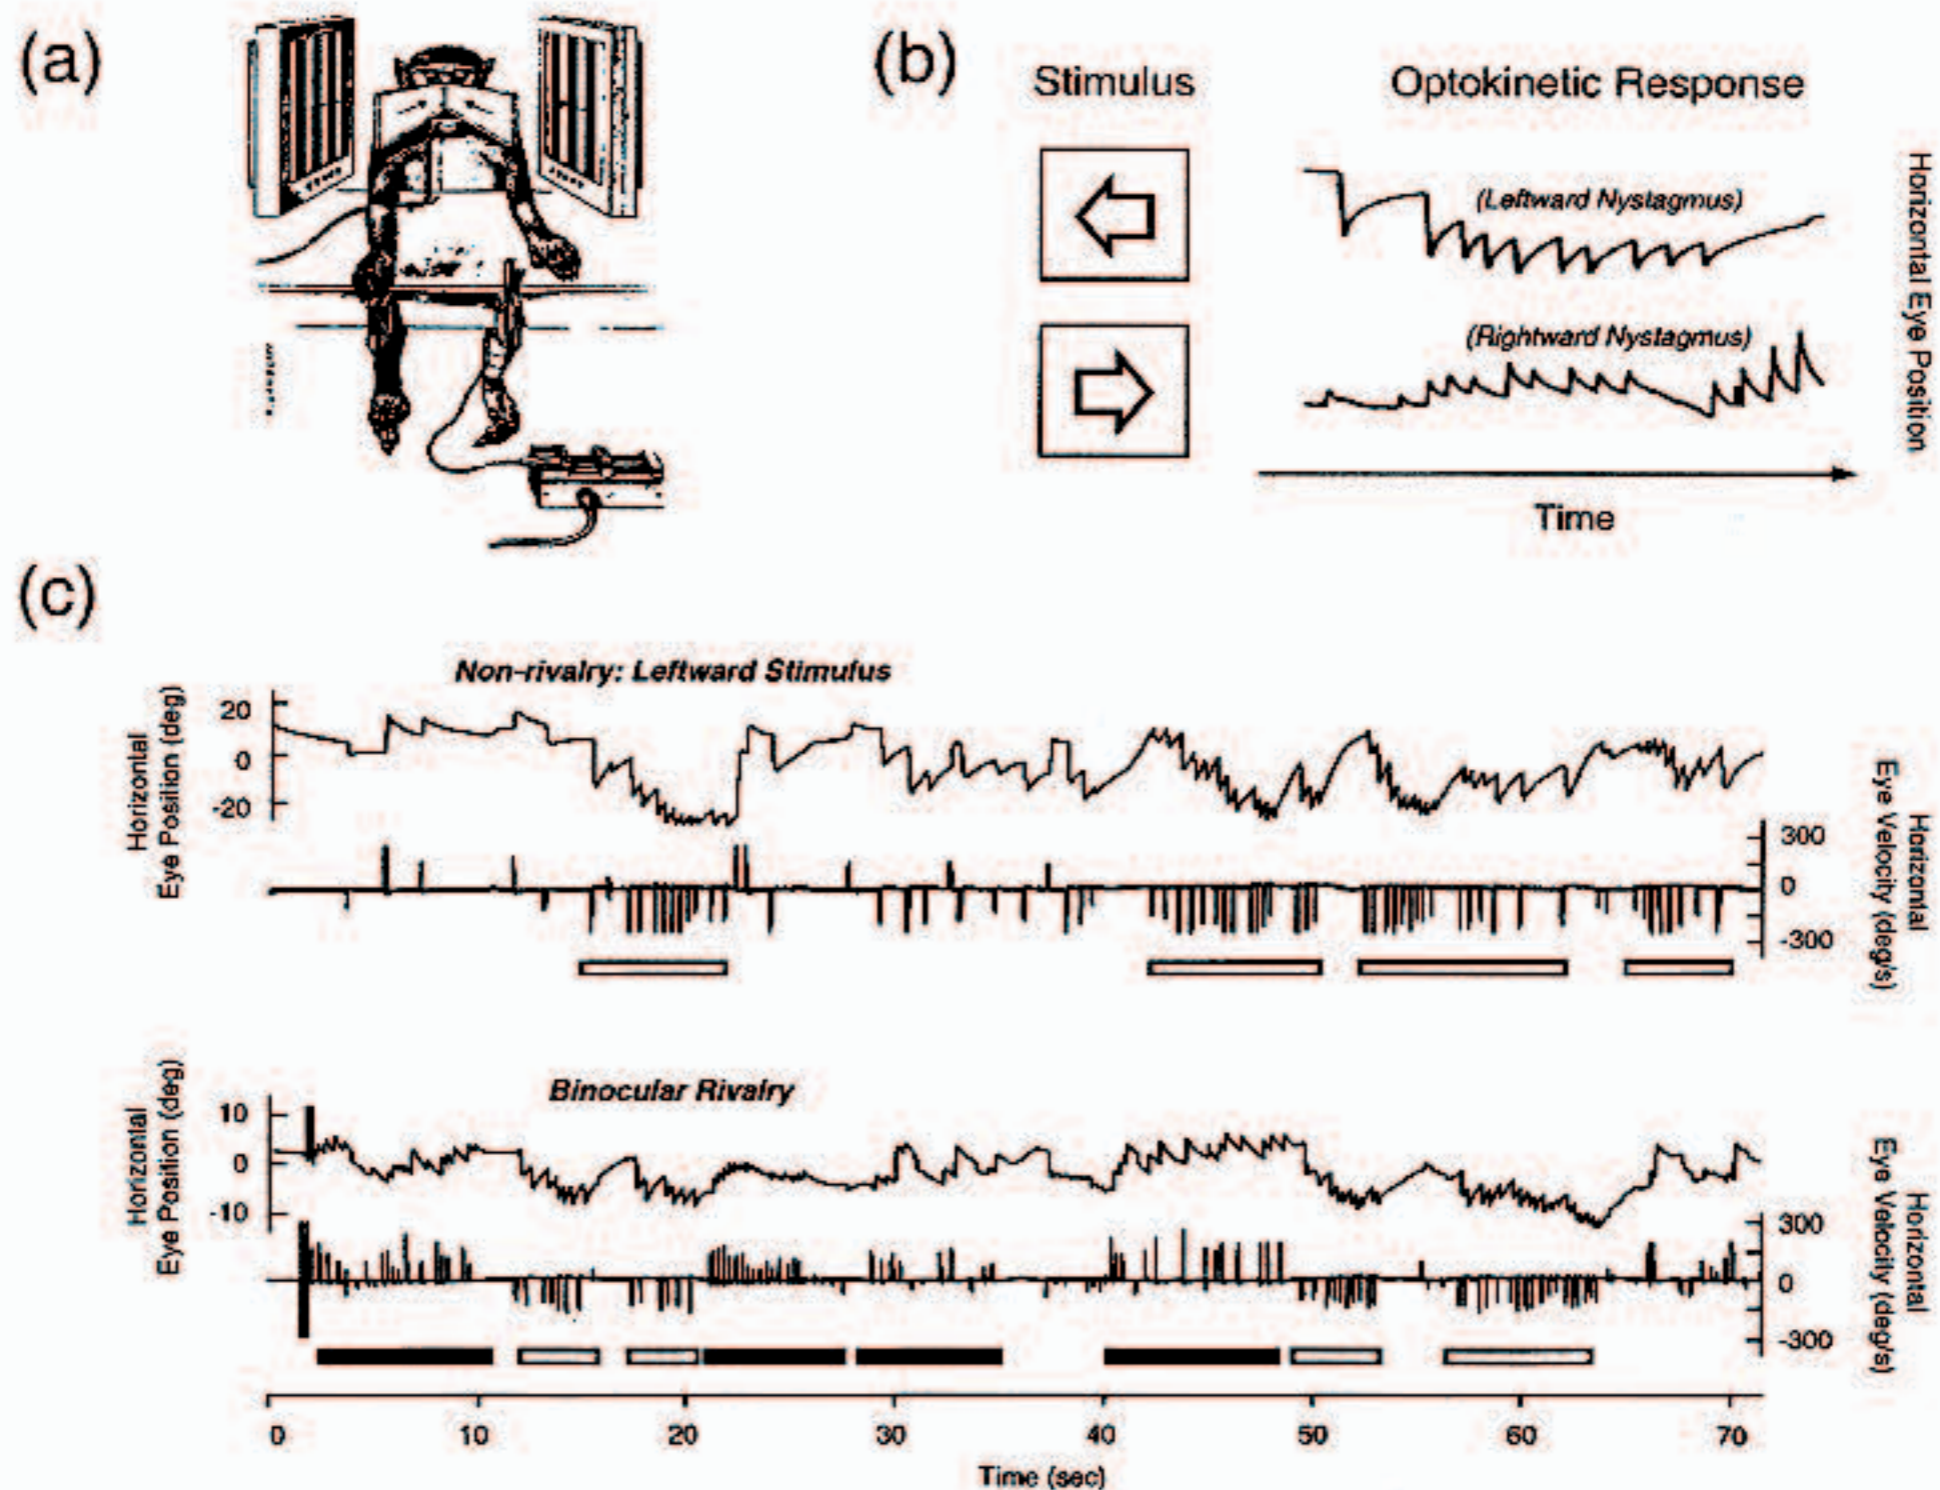 (a)
(b)
Stimulus
Optokinetic Response
(Leftward Nystagmus)
(Rightward Nystagmus)
Horizontal Eye Position
Time
(c)
Non-rivalry: Leftward Stimulus
Horizontal
Eye Position (deg)
20
0
-20
300
0
-300
Horizontal
Eye Velocity (deg/s)
Binocular Rivalry
Horizontal
Eye Position (deg)
10
0
-10
300
0
-300
Horizontal
Eye Velocity (deg/s)
0 10 20 30 40 50 60 70
Time (sec)